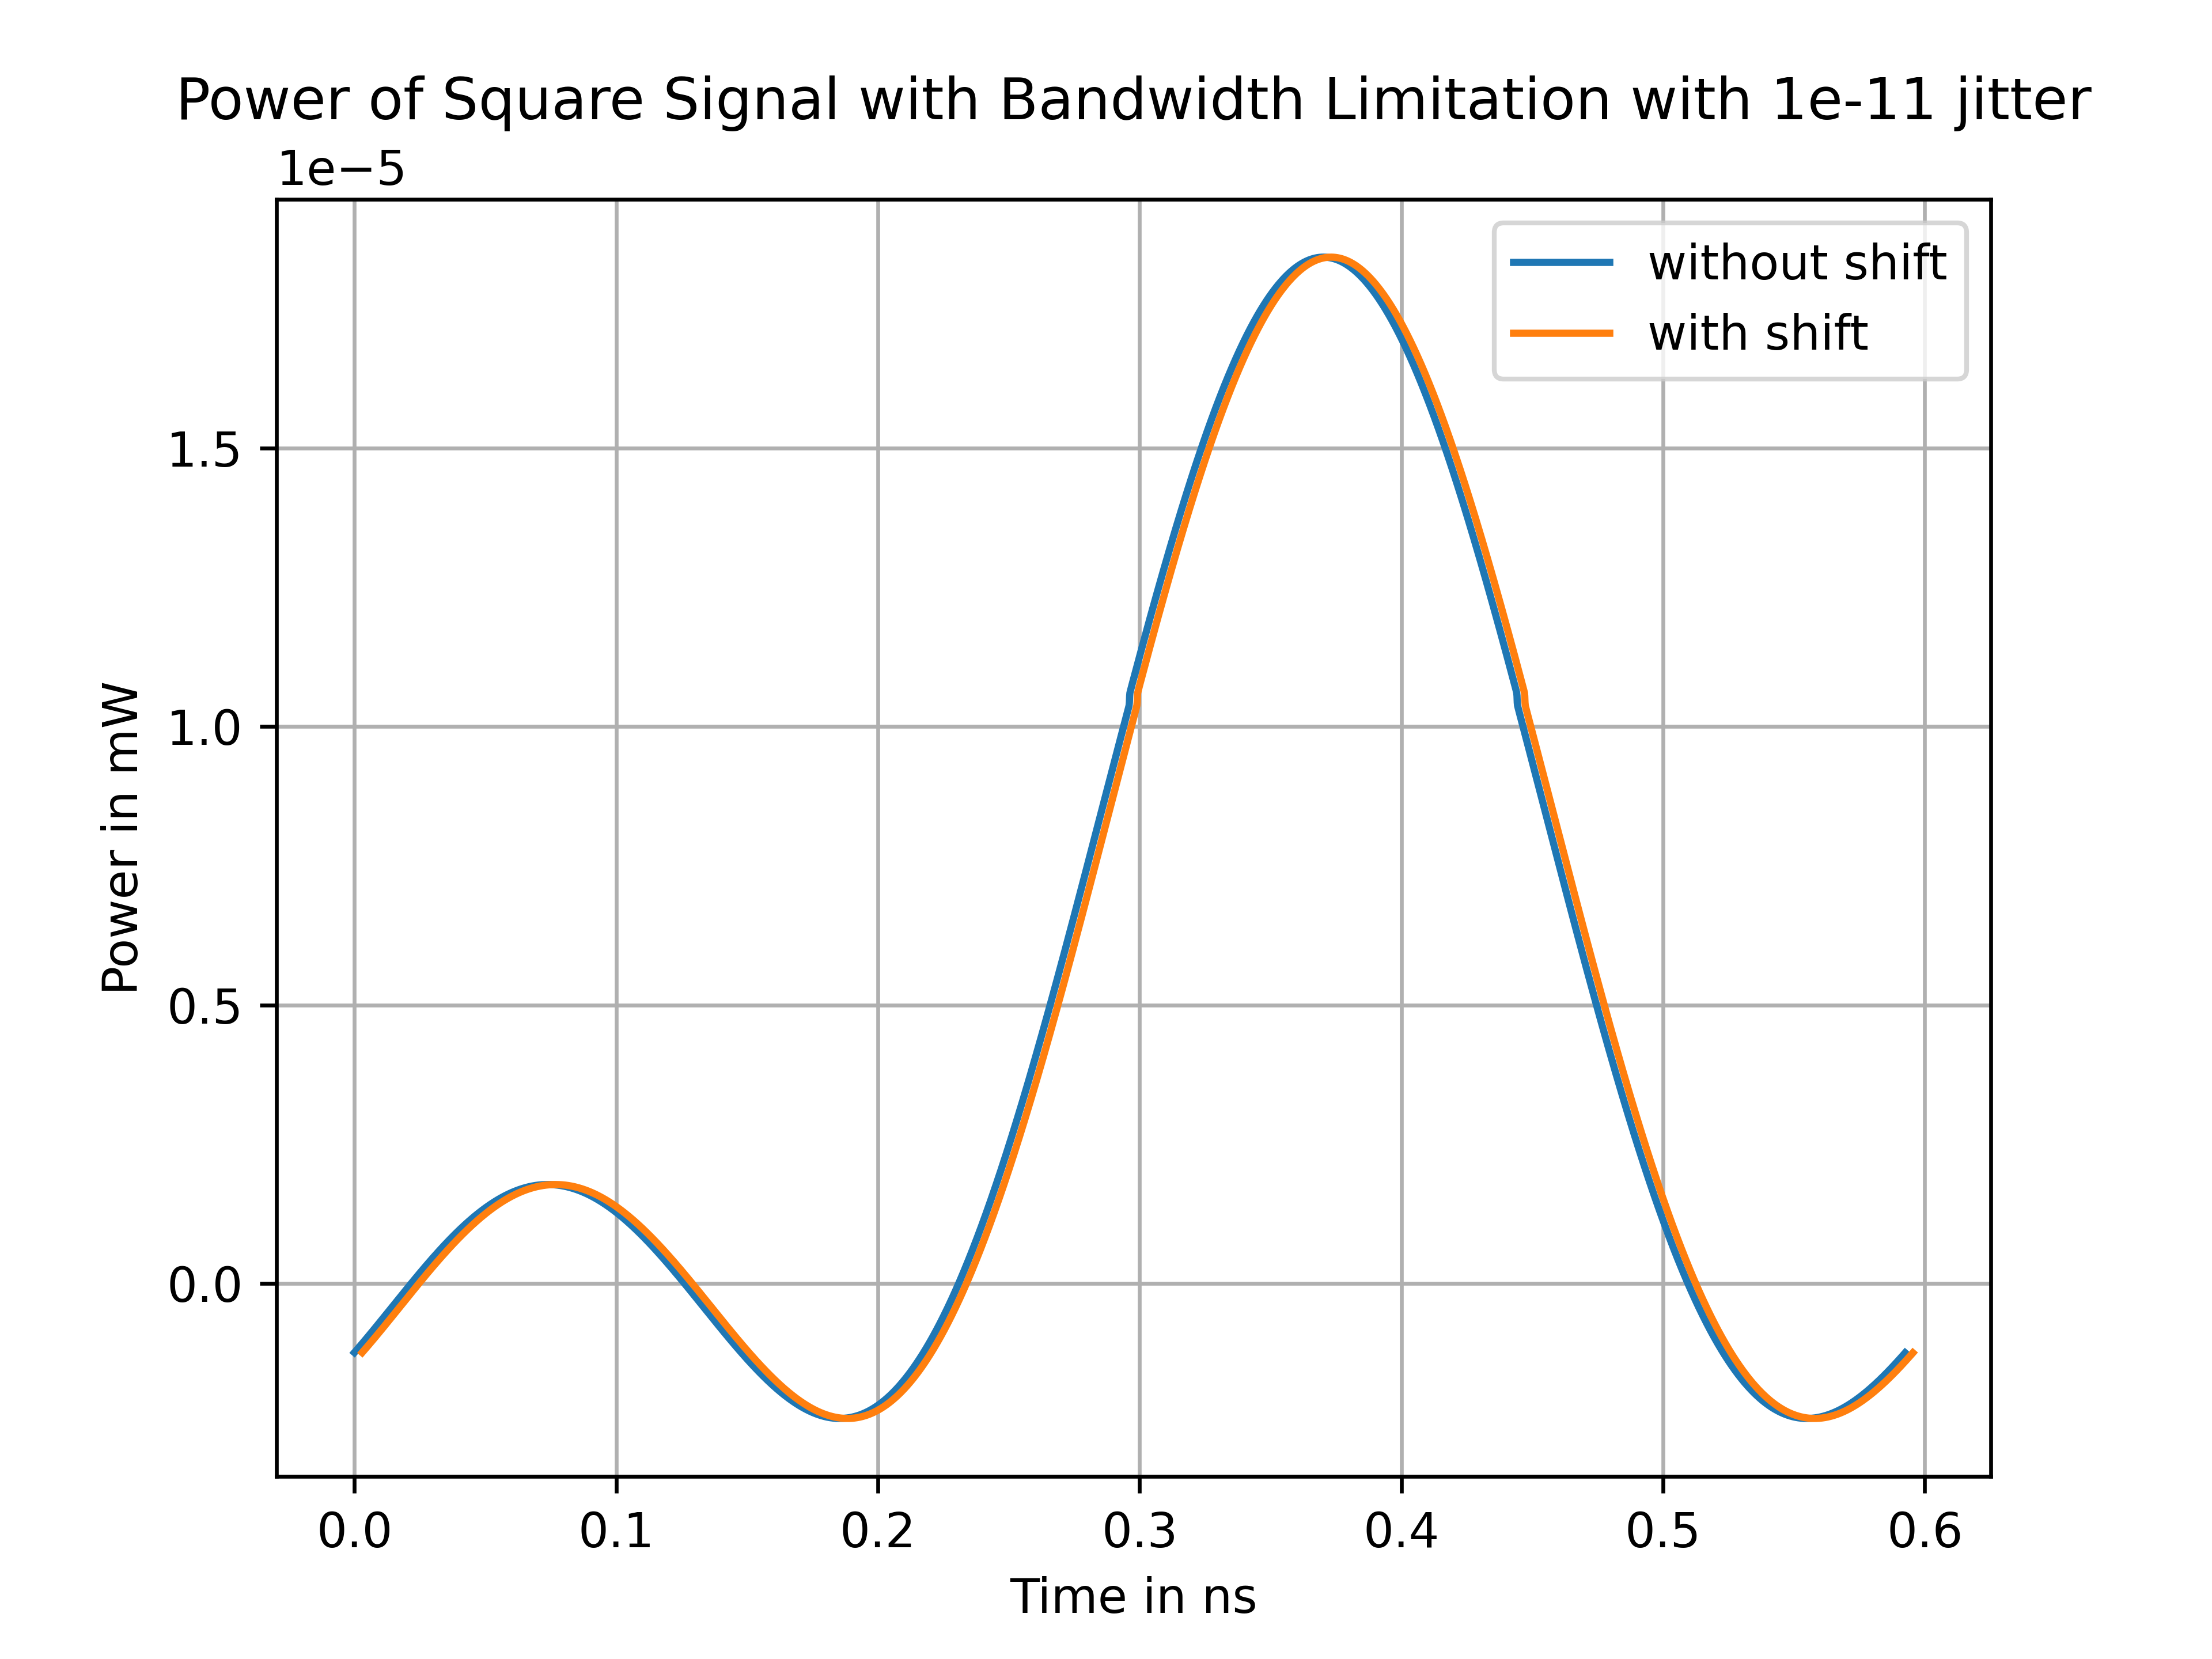 Power of Square Signal with Bandwidth Limitation with 1e-11 jitter
1e−5
without shift
with shift
1.5
1.0
0.5
0.0
Power in mW
0.0 0.1 0.2 0.3 0.4 0.5 0.6
Time in ns